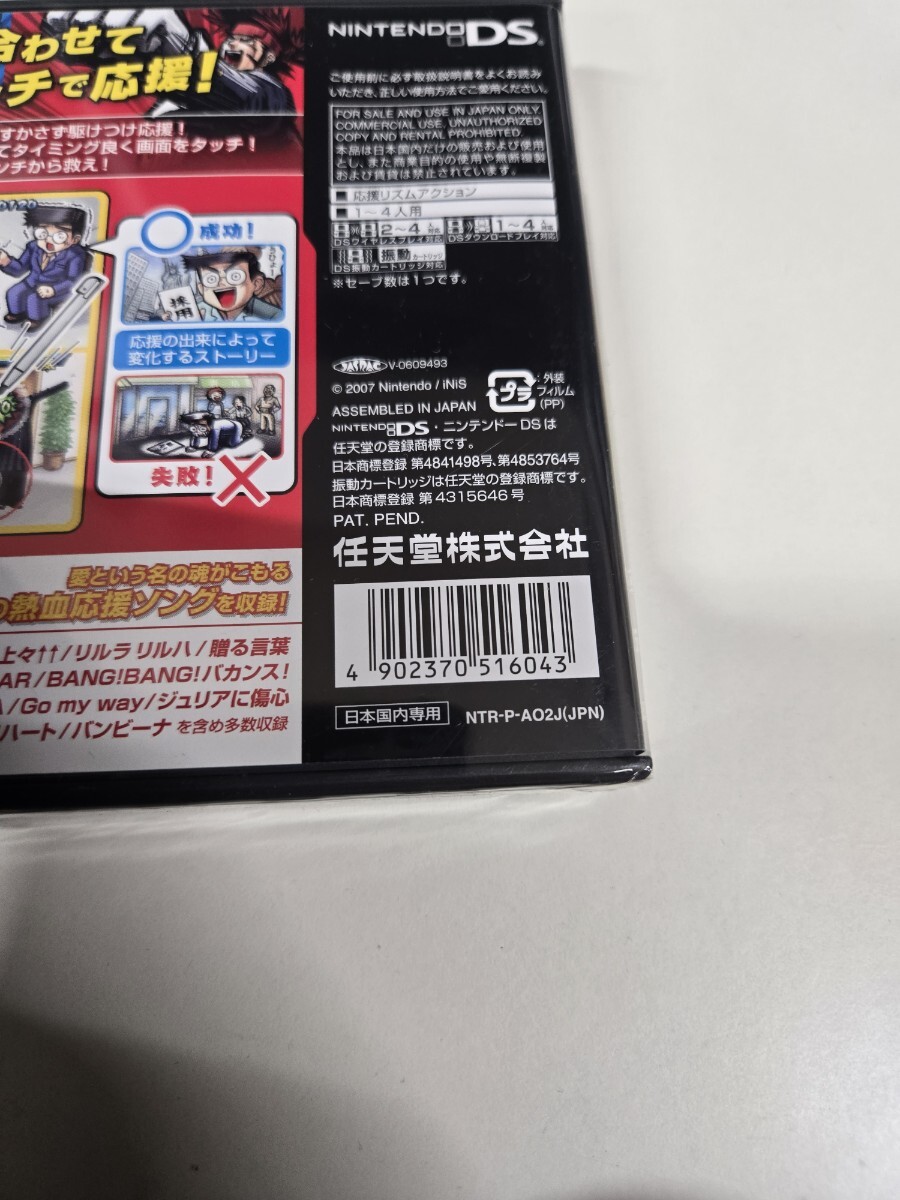 合わせて
ッチで応援!
すかさず駆けつけ応援!
てタイミング良く画面をタッチ!
ンチから救え!
成功!
採用
応援の出来によって
変化するストーリー
失敗!
愛という名の魂がこもる
の熱血応援ソングを収録!
上々↑↑/リルラ リルハ/贈る言葉
AR/BANG!BANG!バカンス!
/Go my way/ジュリアに傷心
ハート/バンビーナ を含め多数収録
NINTENDO DS
ご使用前に必ず取扱説明書をよくお読み
いただき、正しい使用方法でご愛用ください。
FOR SALE AND USE IN JAPAN ONLY
COMMERCIAL USE, UNAUTHORIZED
COPY AND RENTAL PROHIBITED.
本品は日本国内だけの販売および使用
とし、また商業目的の使用や無断複製
および賃貸は禁止されています。
■ 応援リズムアクション
■ 1〜4人用
2〜4人対応
DSワイヤレスプレイ対応
1〜4人対応
DSダウンロードプレイ対応
振動カートリッジ
DS振動カートリッジ対応
※セーブ数は1つです。
V-0609493
© 2007 Nintendo / iNiS
ASSEMBLED IN JAPAN
プラ
:外装
フィルム
(PP)
NINTENDO DS・ニンテンドー DS は
任天堂の登録商標です。
日本商標登録 第4841498号、第4853764号
振動カートリッジは任天堂の登録商標です。
日本商標登録 第 4315646 号
PAT. PEND.
任天堂株式会社
4 902370 516043
日本国内専用
NTR-P-AO2J(JPN)